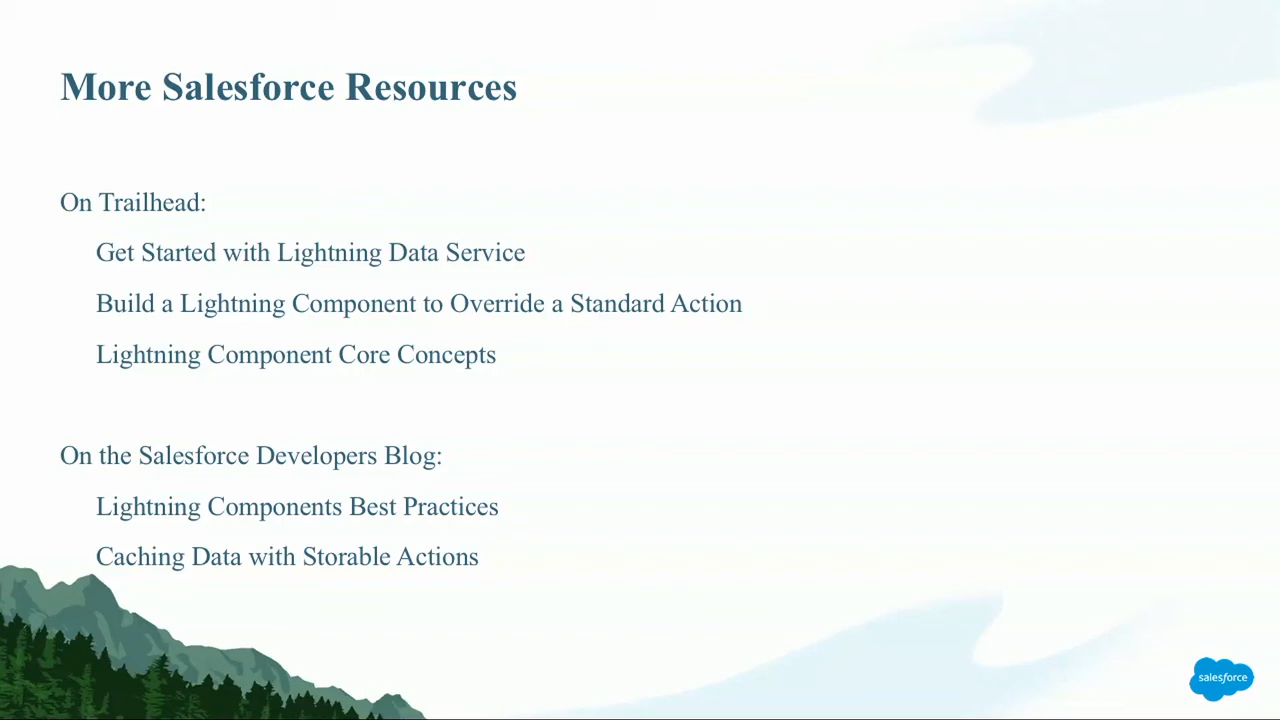 More Salesforce Resources
On Trailhead:
Get Started with Lightning Data Service
Build a Lightning Component to Override a Standard Action
Lightning Component Core Concepts
On the Salesforce Developers Blog:
Lightning Components Best Practices
Caching Data with Storable Actions
salesforce